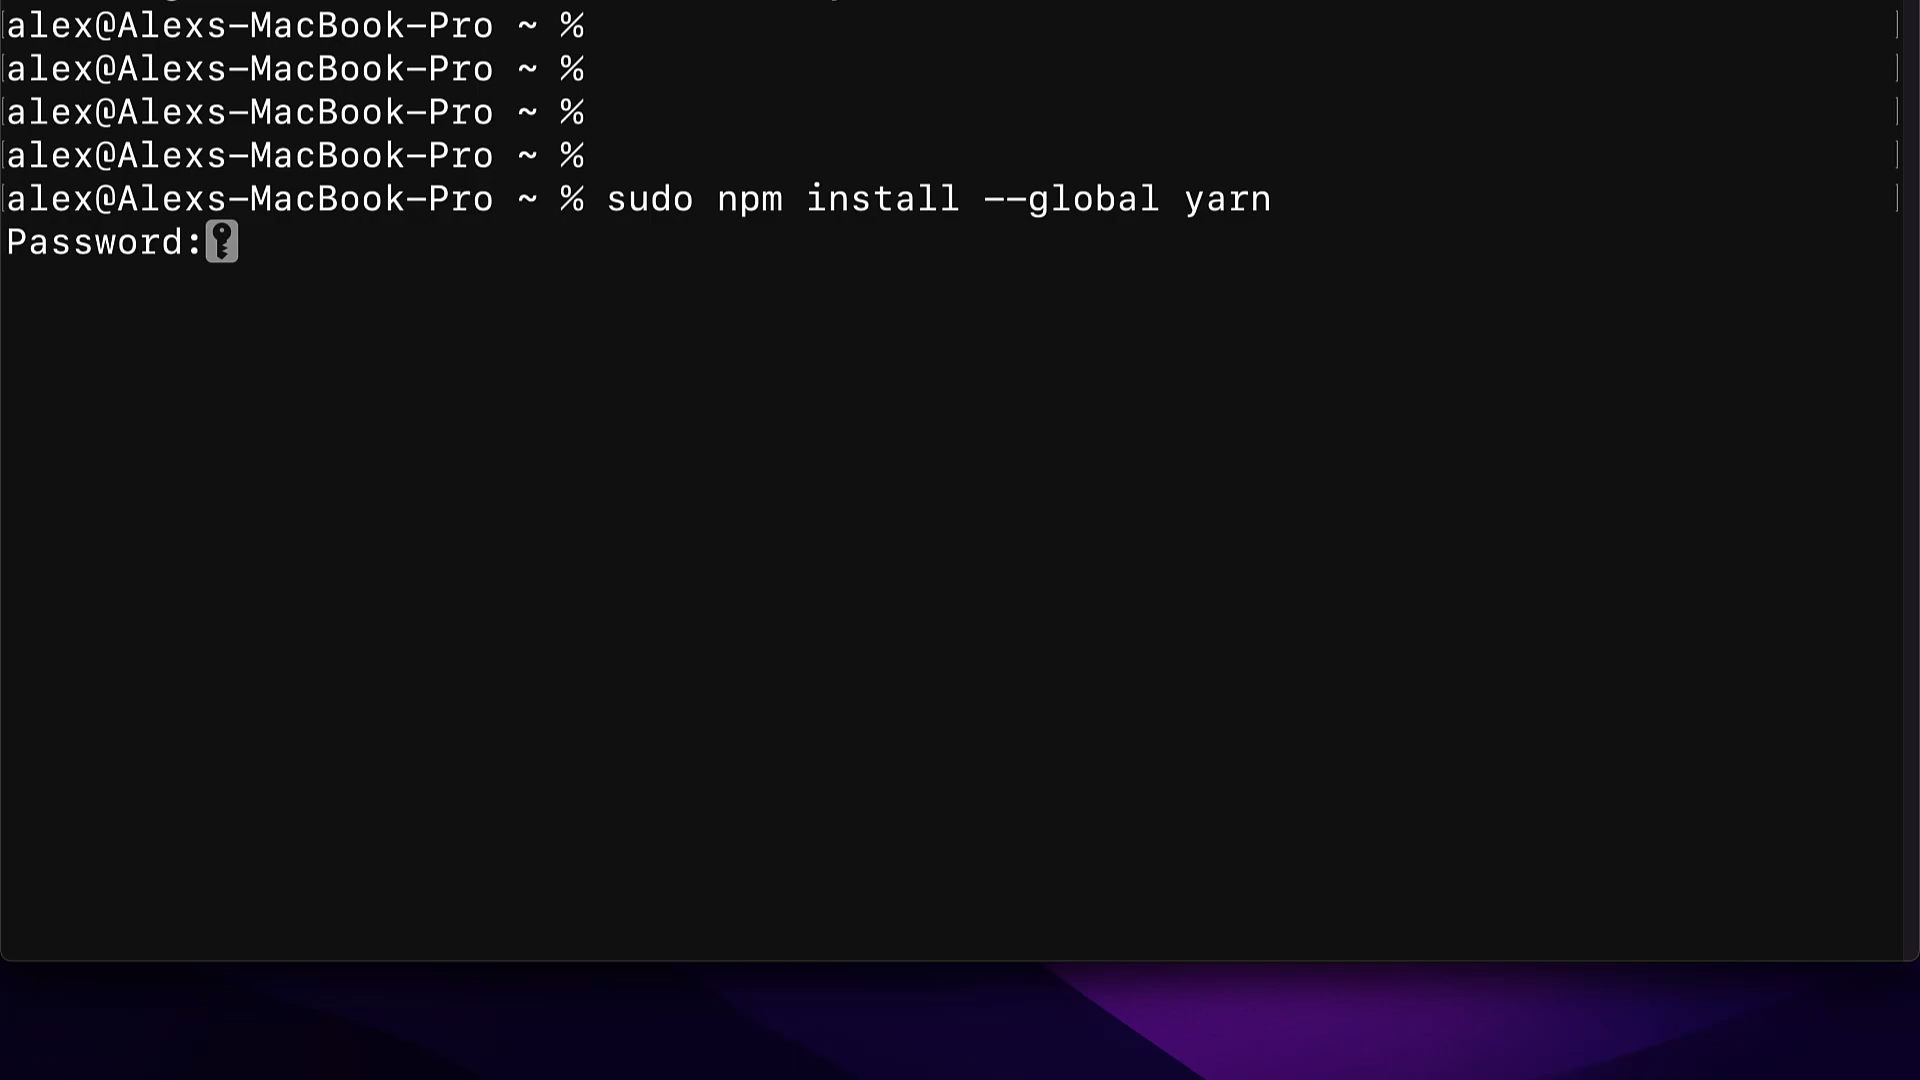 alex@Alexs-MacBook-Pro ~ %
alex@Alexs-MacBook-Pro ~ %
alex@Alexs-MacBook-Pro ~ %
alex@Alexs-MacBook-Pro ~ %
alex@Alexs-MacBook-Pro ~ % sudo npm install --global yarn
Password: